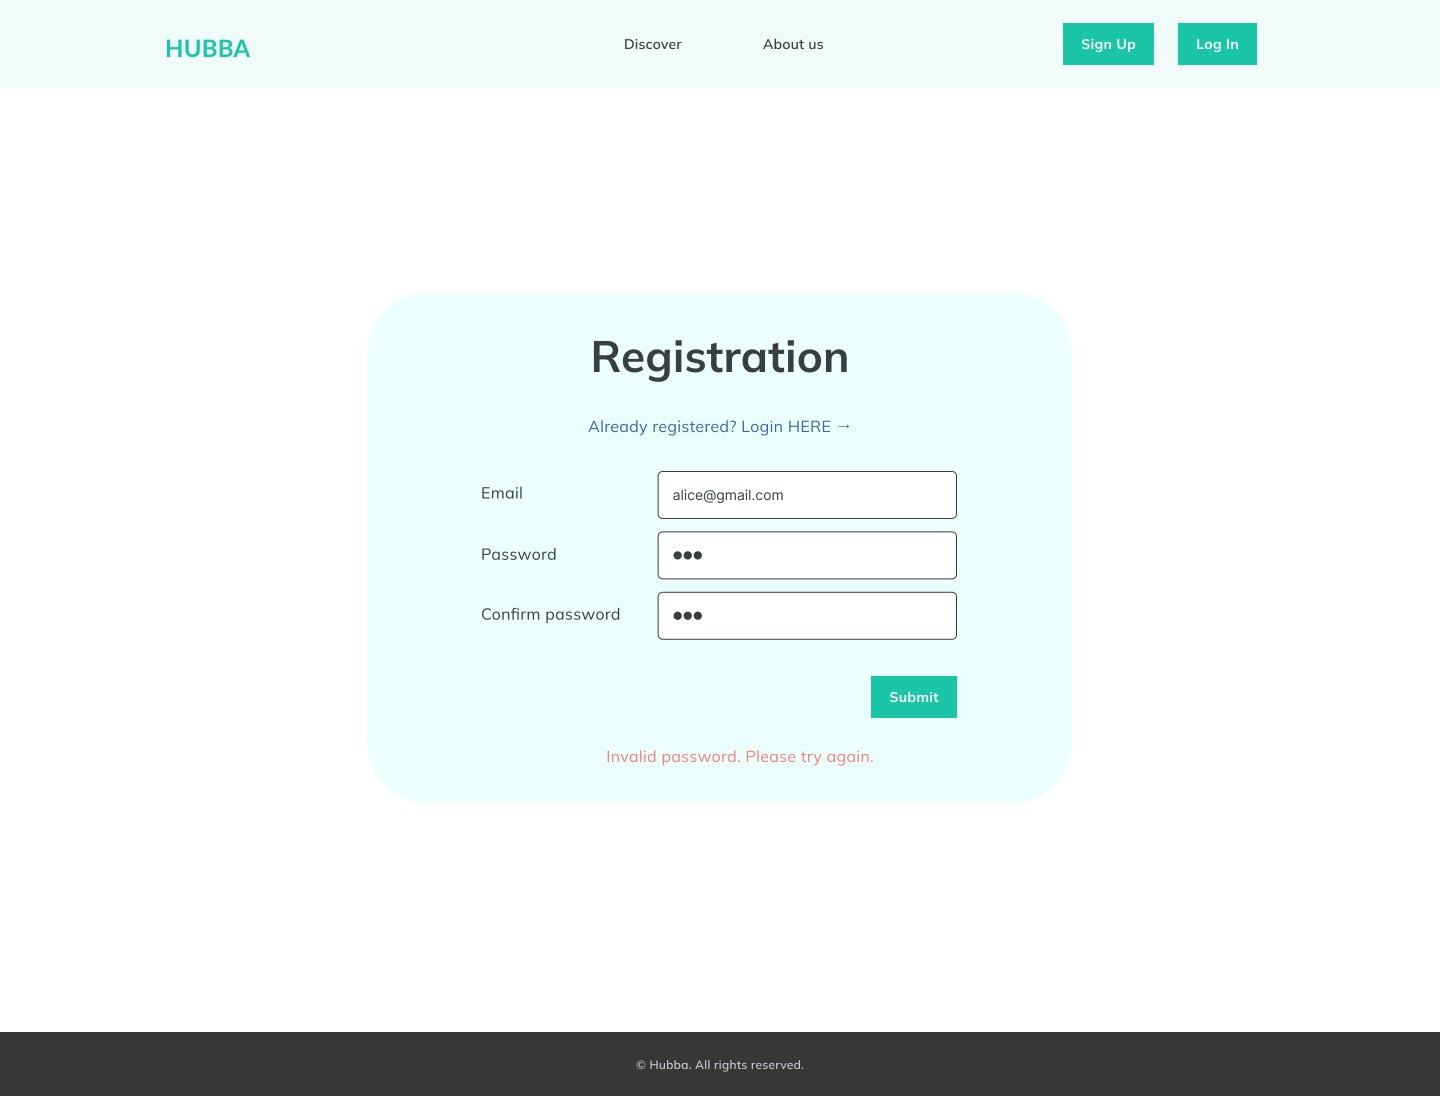 HUBBA
Discover
About us
Sign Up
Log In
Registration
Already registered? Login HERE →
Email
alice@gmail.com
Password
●●●
Confirm password
●●●
Submit
Invalid password. Please try again.
© Hubba. All rights reserved.